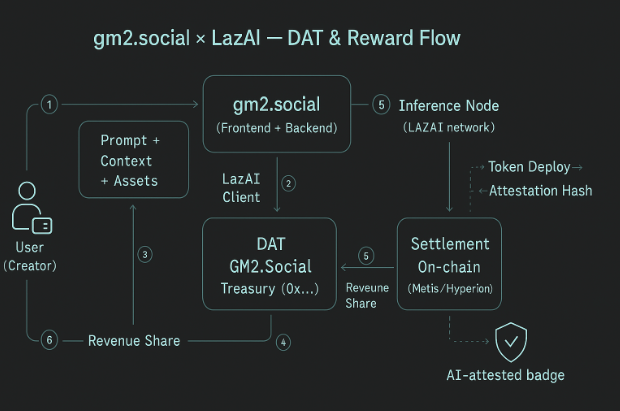 gm2.social × LazAI — DAT & Reward Flow
1
gm2.social
(Frontend + Backend)
5
Inference Node
(LAZAI network)
Prompt +
Context
+ Assets
LazAI
Client
2
Token Deploy→
←Attestation Hash
User
(Creator)
3
DAT
GM2.Social
Treasury (0x...)
5
Reveune
Share
Settlement
On-chain
(Metis/Hyperion)
6
Revenue Share
4
AI-attested badge